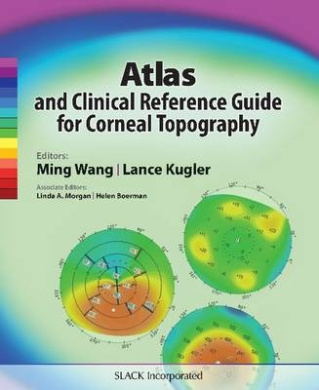 Atlas
and Clinical Reference Guide
for Corneal Topography
Editors:
Ming Wang | Lance Kugler
Associate Editors:
Linda A. Morgan | Helen Boerman
SLACK Incorporated